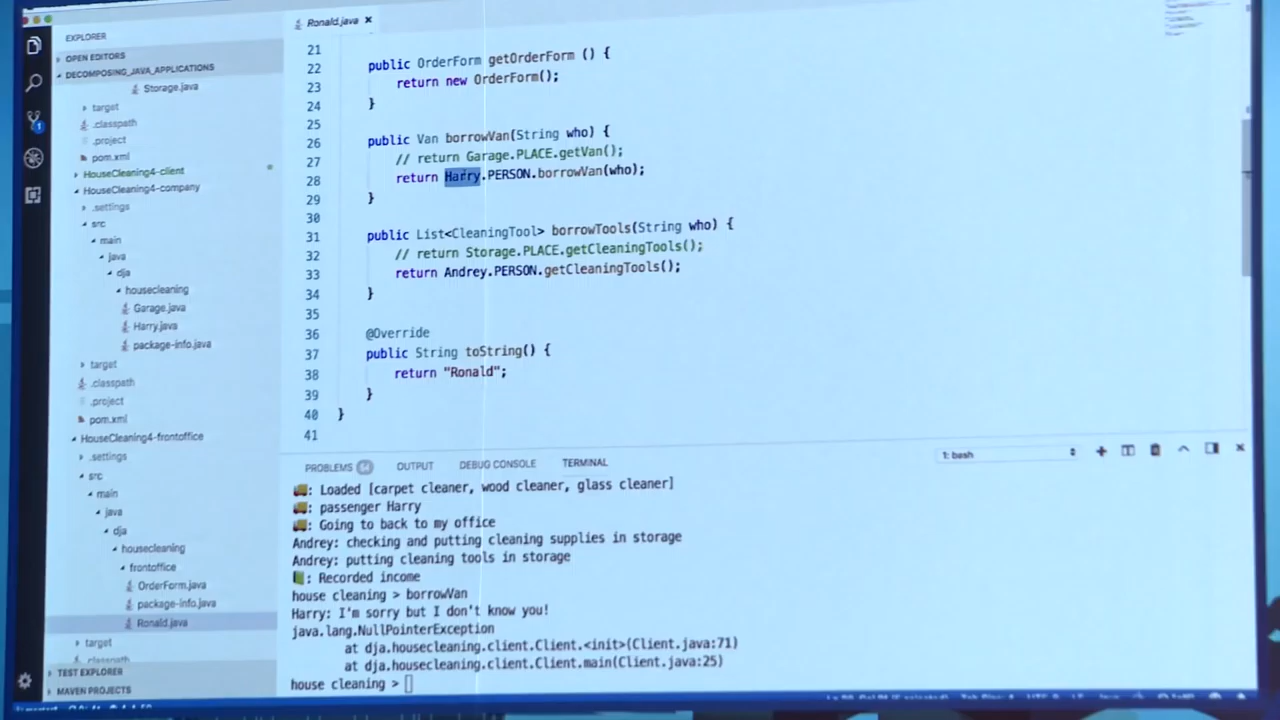 EXPLORER
OPEN EDITORS
DECOMPOSING_JAVA_APPLICATIONS
Storage.java
target
.classpath
.project
pom.xml
HouseCleaning4-client
HouseCleaning4-company
.settings
src
main
java
dja
housecleaning
Garage.java
Harry.java
package-info.java
target
.classpath
.project
pom.xml
HouseCleaning4-frontoffice
.settings
src
main
java
dja
housecleaning
frontoffice
OrderForm.java
package-info.java
Ronald.java
target
.classpath
TEST EXPLORER
MAVEN PROJECTS
1
Ronald.java
21
22 public OrderForm getOrderForm () {
23 return new OrderForm();
24 }
25
26 public Van borrowVan(String who) {
27 // return Garage.PLACE.getVan();
28 return Harry.PERSON.borrowVan(who);
29 }
30
31 public List<CleaningTool> borrowTools(String who) {
32 // return Storage.PLACE.getCleaningTools();
33 return Andrey.PERSON.getCleaningTools();
34 }
35
36 @Override
37 public String toString() {
38 return "Ronald";
39 }
40 }
41
PROBLEMS 64 OUTPUT DEBUG CONSOLE TERMINAL 1: bash
: Loaded [carpet cleaner, wood cleaner, glass cleaner]
: passenger Harry
: Going to back to my office
Andrey: checking and putting cleaning supplies in storage
Andrey: putting cleaning tools in storage
: Recorded income
house cleaning > borrowVan
Harry: I'm sorry but I don't know you!
java.lang.NullPointerException
at dja.housecleaning.client.Client.<init>(Client.java:71)
at dja.housecleaning.client.Client.main(Client.java:25)
house cleaning >